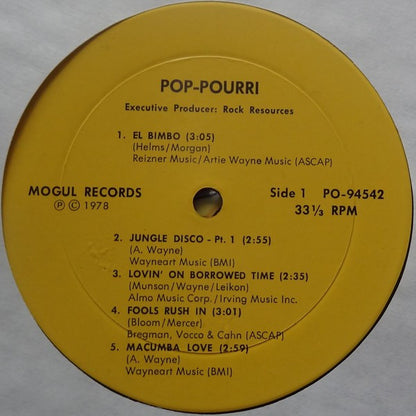 POP-POURRI
Executive Producer: Rock Resources
1. EL BIMBO (3:05)
(Helms/Morgan)
Reizner Music/Artie Wayne Music (ASCAP)
MOGUL RECORDS
Ⓟ © 1978
Side 1 PO-94542
33⅓ RPM
2. JUNGLE DISCO - Pt. 1 (2:55)
(A. Wayne)
Wayneart Music (BMI)
3. LOVIN' ON BORROWED TIME (2:35)
(Munson/Wayne/Leikon)
Almo Music Corp./Irving Music Inc.
4. FOOLS RUSH IN (3:01)
(Bloom/Mercer)
Bregman, Vocco & Cahn (ASCAP)
5. MACUMBA LOVE (2:59)
(A. Wayne)
Wayneart Music (BMI)